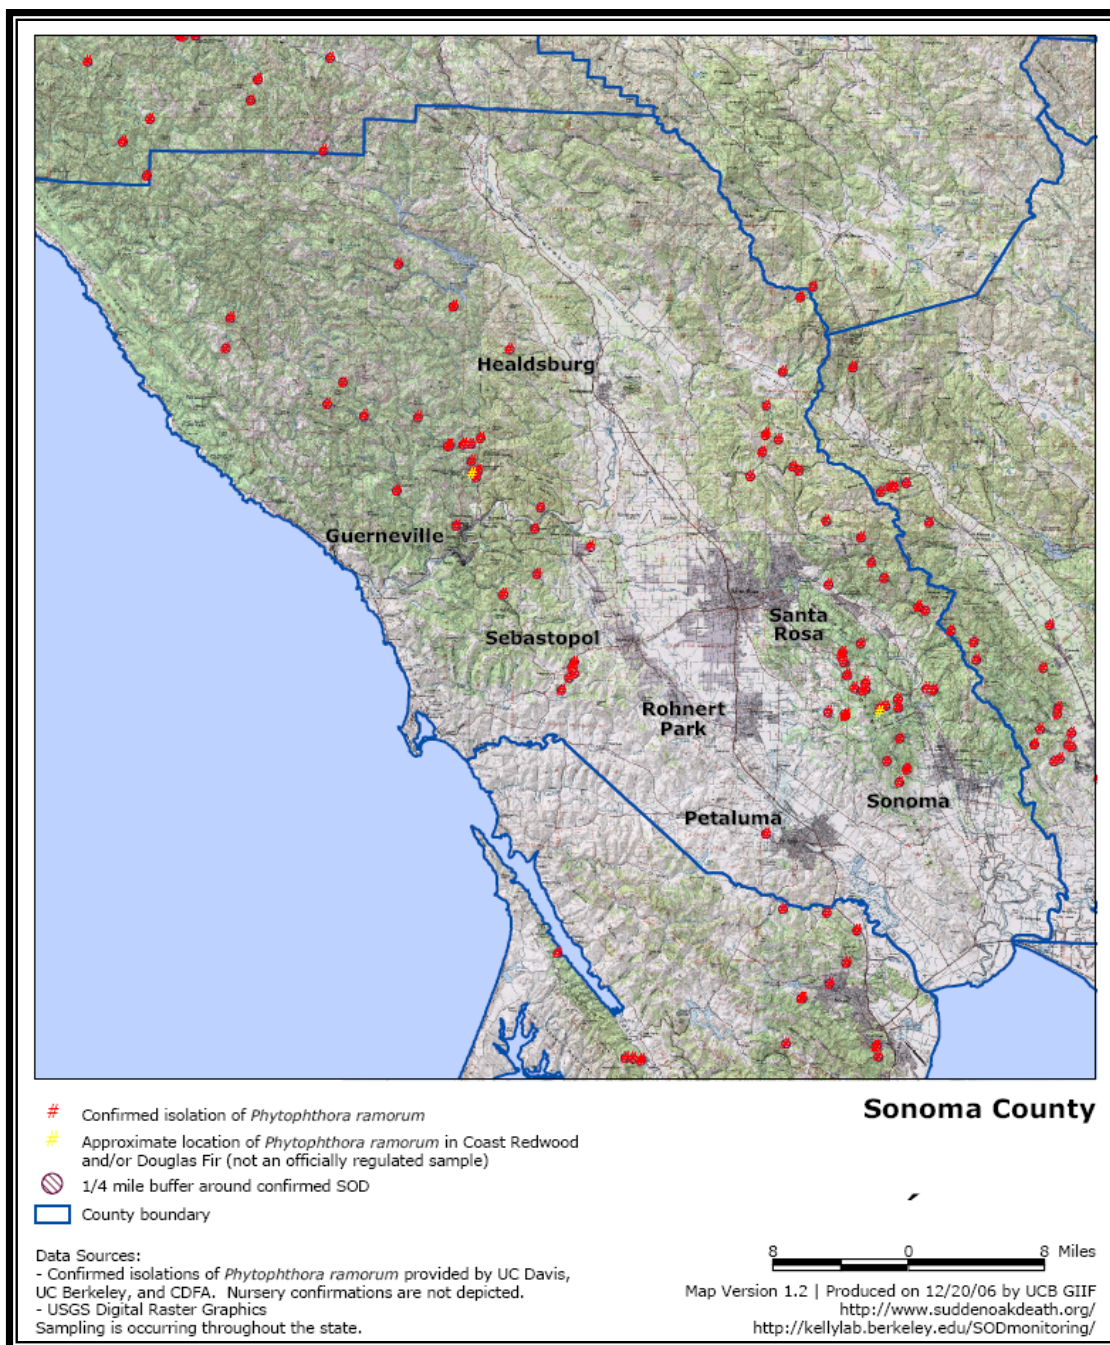 Healdsburg
Guerneville
Santa
Rosa
Sebastopol
Rohnert
Park
Sonoma
Petaluma
Sonoma County
# Confirmed isolation of Phytophthora ramorum
# Approximate location of Phytophthora ramorum in Coast Redwood
and/or Douglas Fir (not an officially regulated sample)
1/4 mile buffer around confirmed SOD
County boundary
8 0 8 Miles
Data Sources:
- Confirmed isolations of Phytophthora ramorum provided by UC Davis,
UC Berkeley, and CDFA. Nursery confirmations are not depicted.
- USGS Digital Raster Graphics
Sampling is occurring throughout the state.
Map Version 1.2 | Produced on 12/20/06 by UCB GIIF
http://www.suddenoakdeath.org/
http://kellylab.berkeley.edu/SODmonitoring/